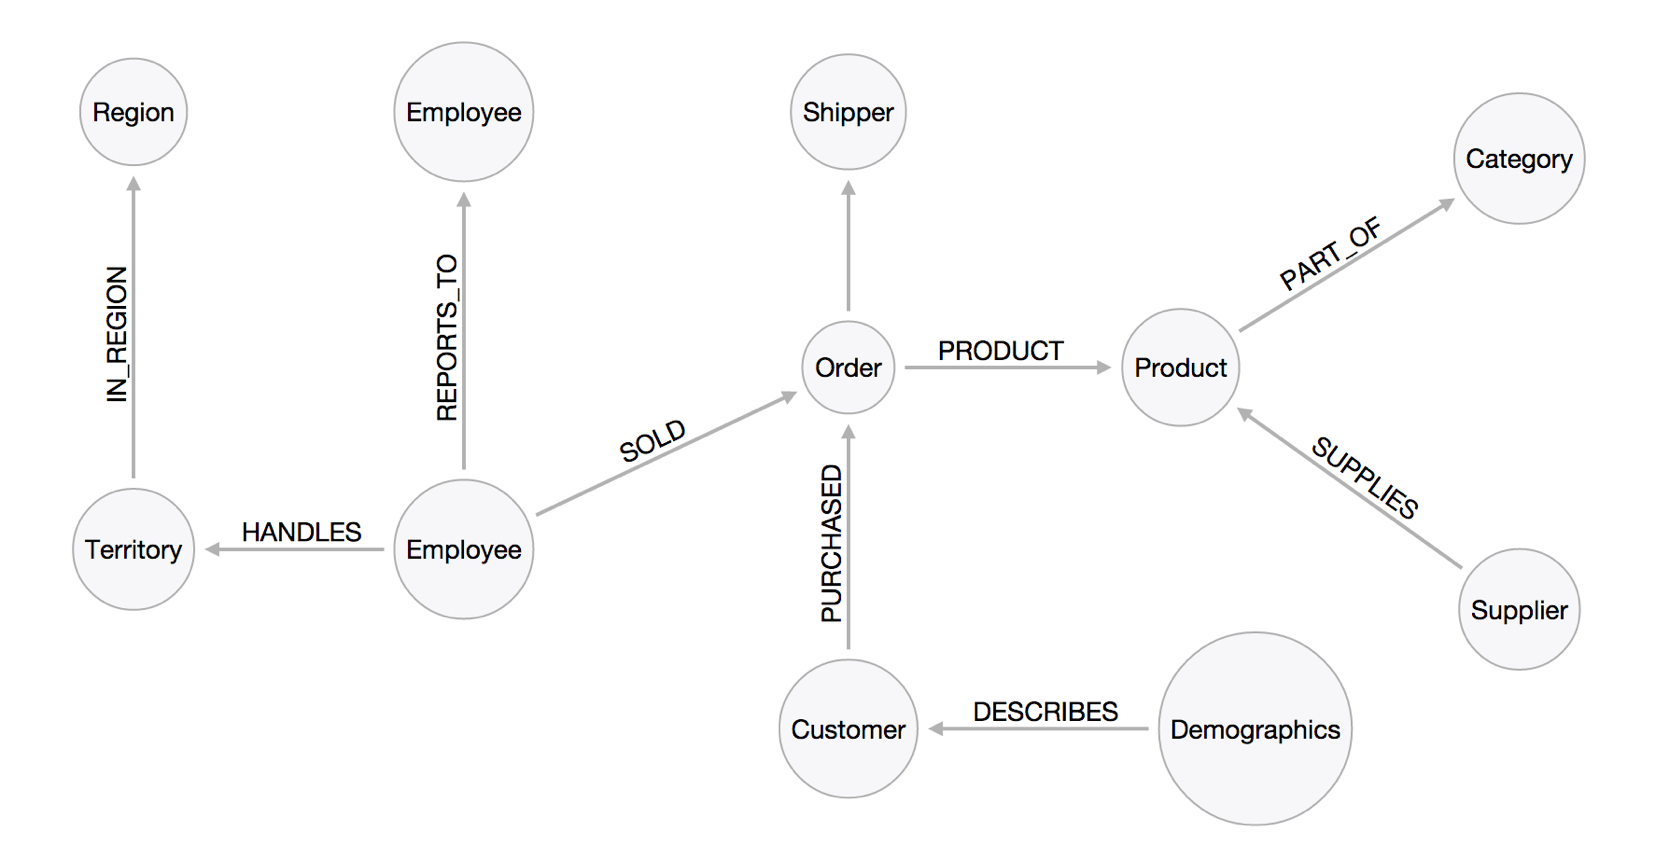 Region
Employee
Shipper
Category
IN_REGION
REPORTS_TO
PART_OF
SOLD
Order
PRODUCT
Product
PURCHASED
SUPPLIES
Territory
HANDLES
Employee
Supplier
Customer
DESCRIBES
Demographics